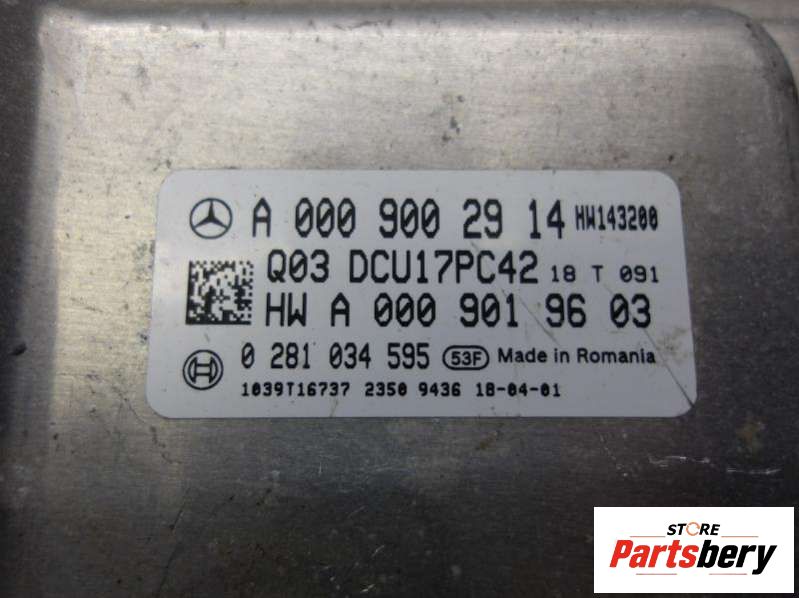 A 000 900 29 14 HW143200
Q03 DCU17PC42 18 T 091
HW A 000 901 96 03
0 281 034 595 53F Made in Romania
1039T16737 2350 9436 18-04-01
STORE
Partsbery